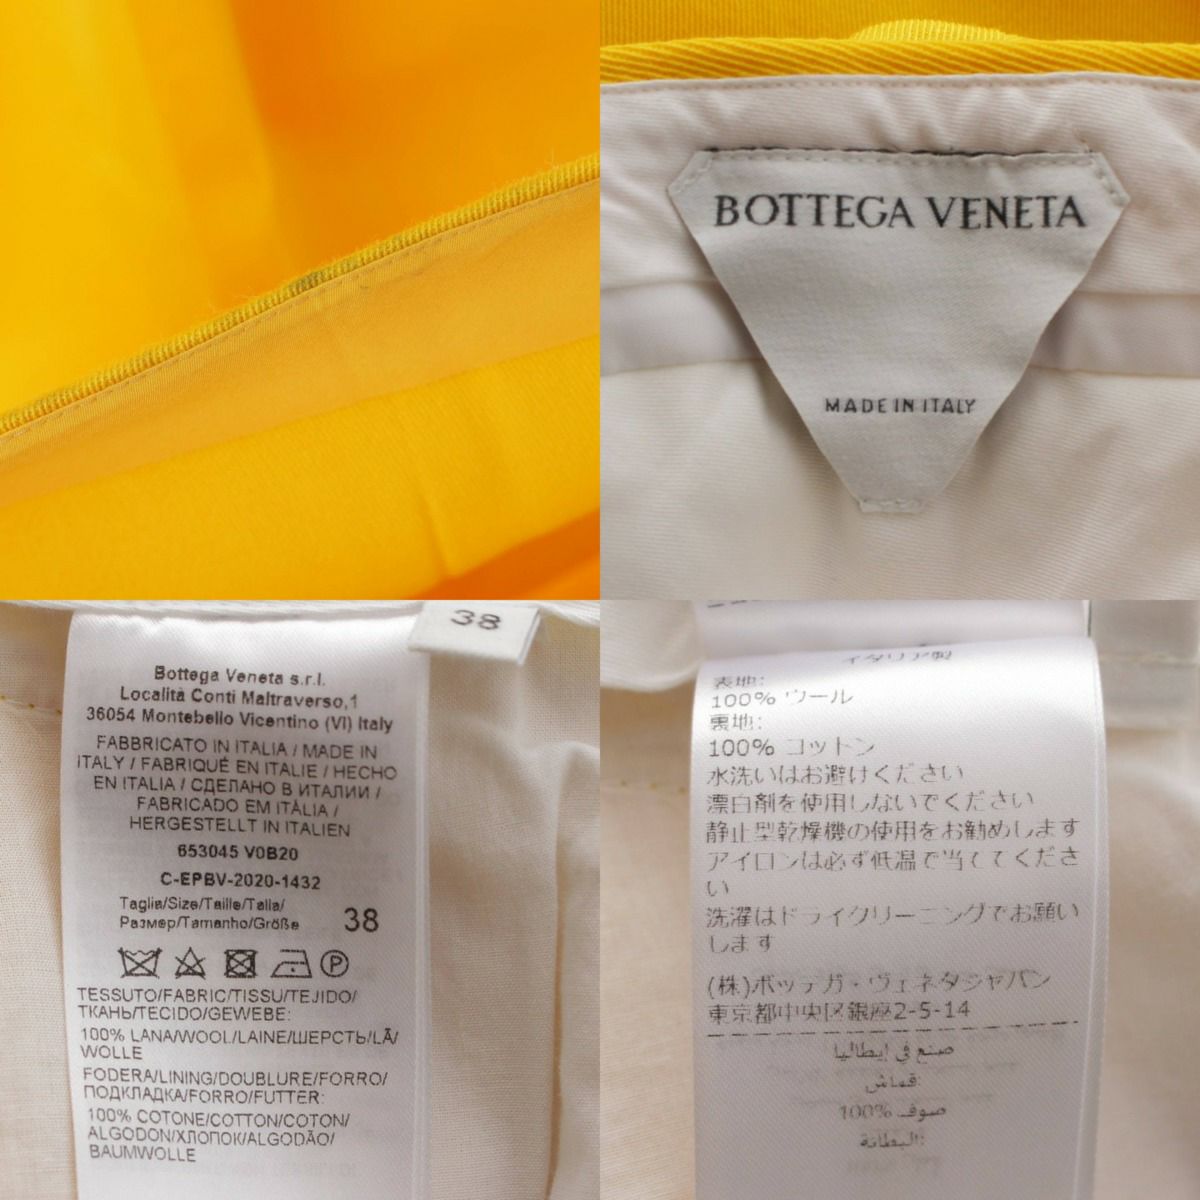 BOTTEGA VENETA
MADE IN ITALY
38
Bottega Veneta s.r.l.
Località Conti Maltraverso,1
36054 Montebello Vicentino (VI) Italy
FABBRICATO IN ITALIA / MADE IN
ITALY / FABRIQUÉ EN ITALIE / HECHO
EN ITALIA / СДЕЛАНО В ИТАЛИИ /
FABRICADO EM ITÁLIA /
HERGESTELLT IN ITALIEN
653045 V0B20
C-EPBV-2020-1432
Taglia/Size/Taille/Talla/
Размер/Tamanho/Größe 38
P
TESSUTO/FABRIC/TISSU/TEJIDO/
ТКАНЬ/TECIDO/GEWEBE:
100% LANA/WOOL/LAINE/ШЕРСТЬ/LÃ/
WOLLE
FODERA/LINING/DOUBLURE/FORRO/
ПОДКЛАДКА/FORRO/FUTTER:
100% COTONE/COTTON/COTON/
ALGODON/ХЛОПОК/ALGODÃO/
BAUMWOLLE
イタリア製
表地:
100% ウール
裏地:
100% コットン
水洗いはお避けください
漂白剤を使用しないでください
静止型乾燥機の使用をお勧めします
アイロンは必ず低温で当ててくださ
い
洗濯はドライクリーニングでお願い
します
(株)ボッテガ・ヴェネタジャパン
東京都中央区銀座2-5-14
صنع في إيطاليا
قماش:
100% صوف
البطانة: